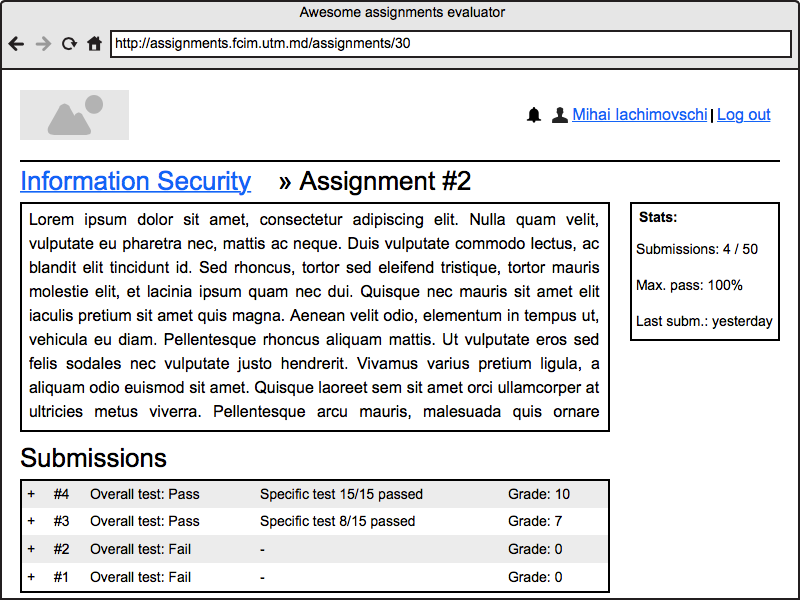 Awesome assignments evaluator
http://assignments.fcim.utm.md/assignments/30
Mihai Iachimovschi | Log out
Information Security » Assignment #2
Lorem ipsum dolor sit amet, consectetur adipiscing elit. Nulla quam velit,
vulputate eu pharetra nec, mattis ac neque. Duis vulputate commodo lectus, ac
blandit elit tincidunt id. Sed rhoncus, tortor sed eleifend tristique, tortor mauris
molestie elit, et lacinia ipsum quam nec dui. Quisque nec mauris sit amet elit
iaculis pretium sit amet quis magna. Aenean velit odio, elementum in tempus ut,
vehicula eu diam. Pellentesque rhoncus aliquam mattis. Ut vulputate eros sed
felis sodales nec vulputate justo hendrerit. Vivamus varius pretium ligula, a
aliquam odio euismod sit amet. Quisque laoreet sem sit amet orci ullamcorper at
ultricies metus viverra. Pellentesque arcu mauris, malesuada quis ornare
Stats:
Submissions: 4 / 50
Max. pass: 100%
Last subm.: yesterday
Submissions
+ #4 Overall test: Pass Specific test 15/15 passed Grade: 10
+ #3 Overall test: Pass Specific test 8/15 passed Grade: 7
+ #2 Overall test: Fail - Grade: 0
+ #1 Overall test: Fail - Grade: 0